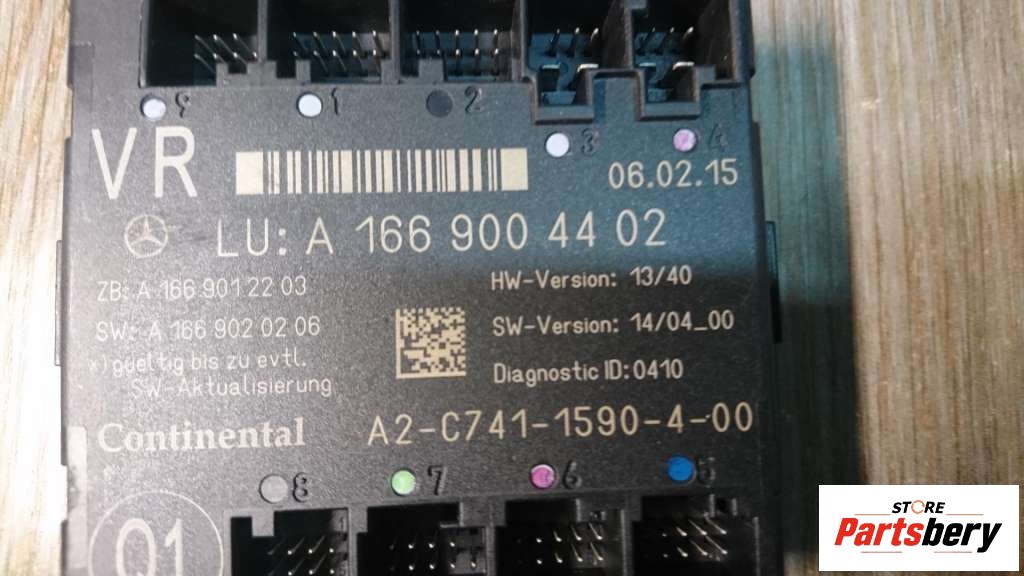 9 1 2 3 4
VR
06.02.15
LU: A 166 900 44 02
ZB: A 166 901 22 03
HW-Version: 13/40
SW: A 166 902 02 06
SW-Version: 14/04_00
*) gueltig bis zu evtl.
SW-Aktualisierung
Diagnostic ID: 0410
Continental
A2-C741-1590-4-00
8 7 6 5
Q1
STORE
Partsbery